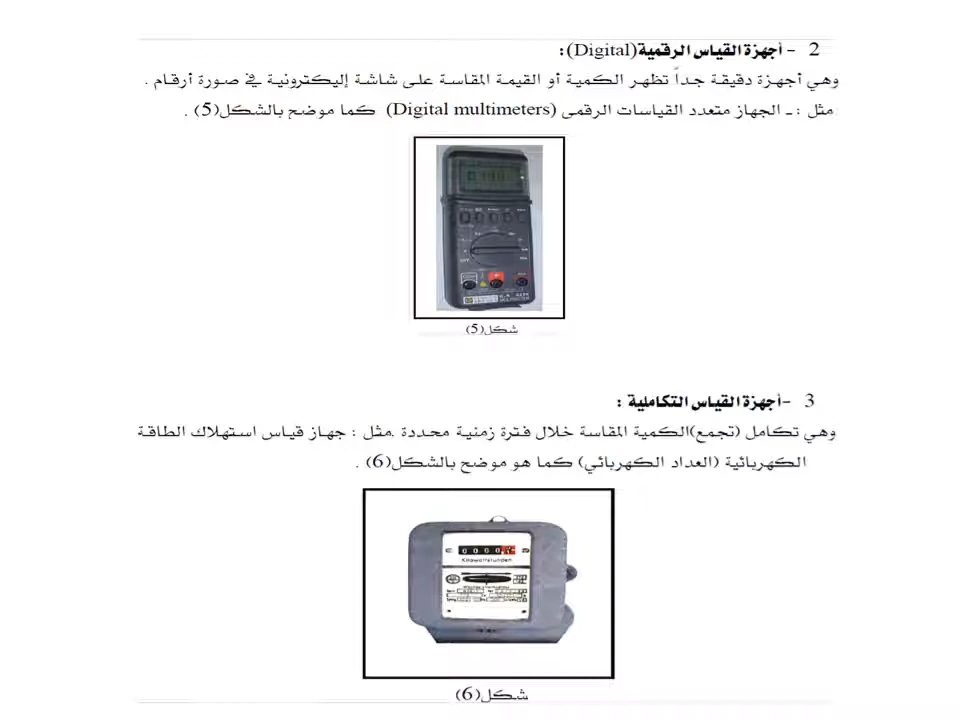 2 - أجهزة القياس الرقمية(Digital):
وهي أجهزة دقيقة جداً تظهر الكمية أو القيمة المقاسة على شاشة إليكترونية في صورة أرقام .
مثل : ـ الجهاز متعدد القياسات الرقمى (Digital multimeters) كما موضح بالشكل(5) .
OFF
COM
شكل(5)
3 -أجهزة القياس التكاملية :
وهي تكامل (تجمع)الكمية المقاسة خلال فترة زمنية محددة .مثل : جهاز قياس استهلاك الطاقة
الكهربائية (العداد الكهربائي) كما هو موضح بالشكل(6) .
Kilowattstunden
شكل(6)